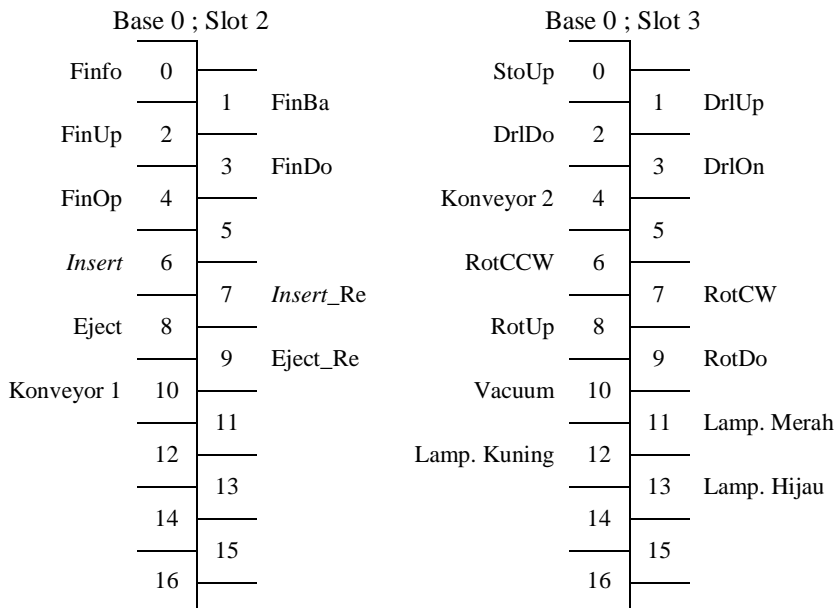 Base 0 ; Slot 2
Finfo 0
1 FinBa
FinUp 2
3 FinDo
FinOp 4
5
Insert 6
7 Insert_Re
Eject 8
9 Eject_Re
Konveyor 1 10
11
12
13
14
15
16
Base 0 ; Slot 3
StoUp 0
1 DrlUp
DrlDo 2
3 DrlOn
Konveyor 2 4
5
RotCCW 6
7 RotCW
RotUp 8
9 RotDo
Vacuum 10
11 Lamp. Merah
Lamp. Kuning 12
13 Lamp. Hijau
14
15
16